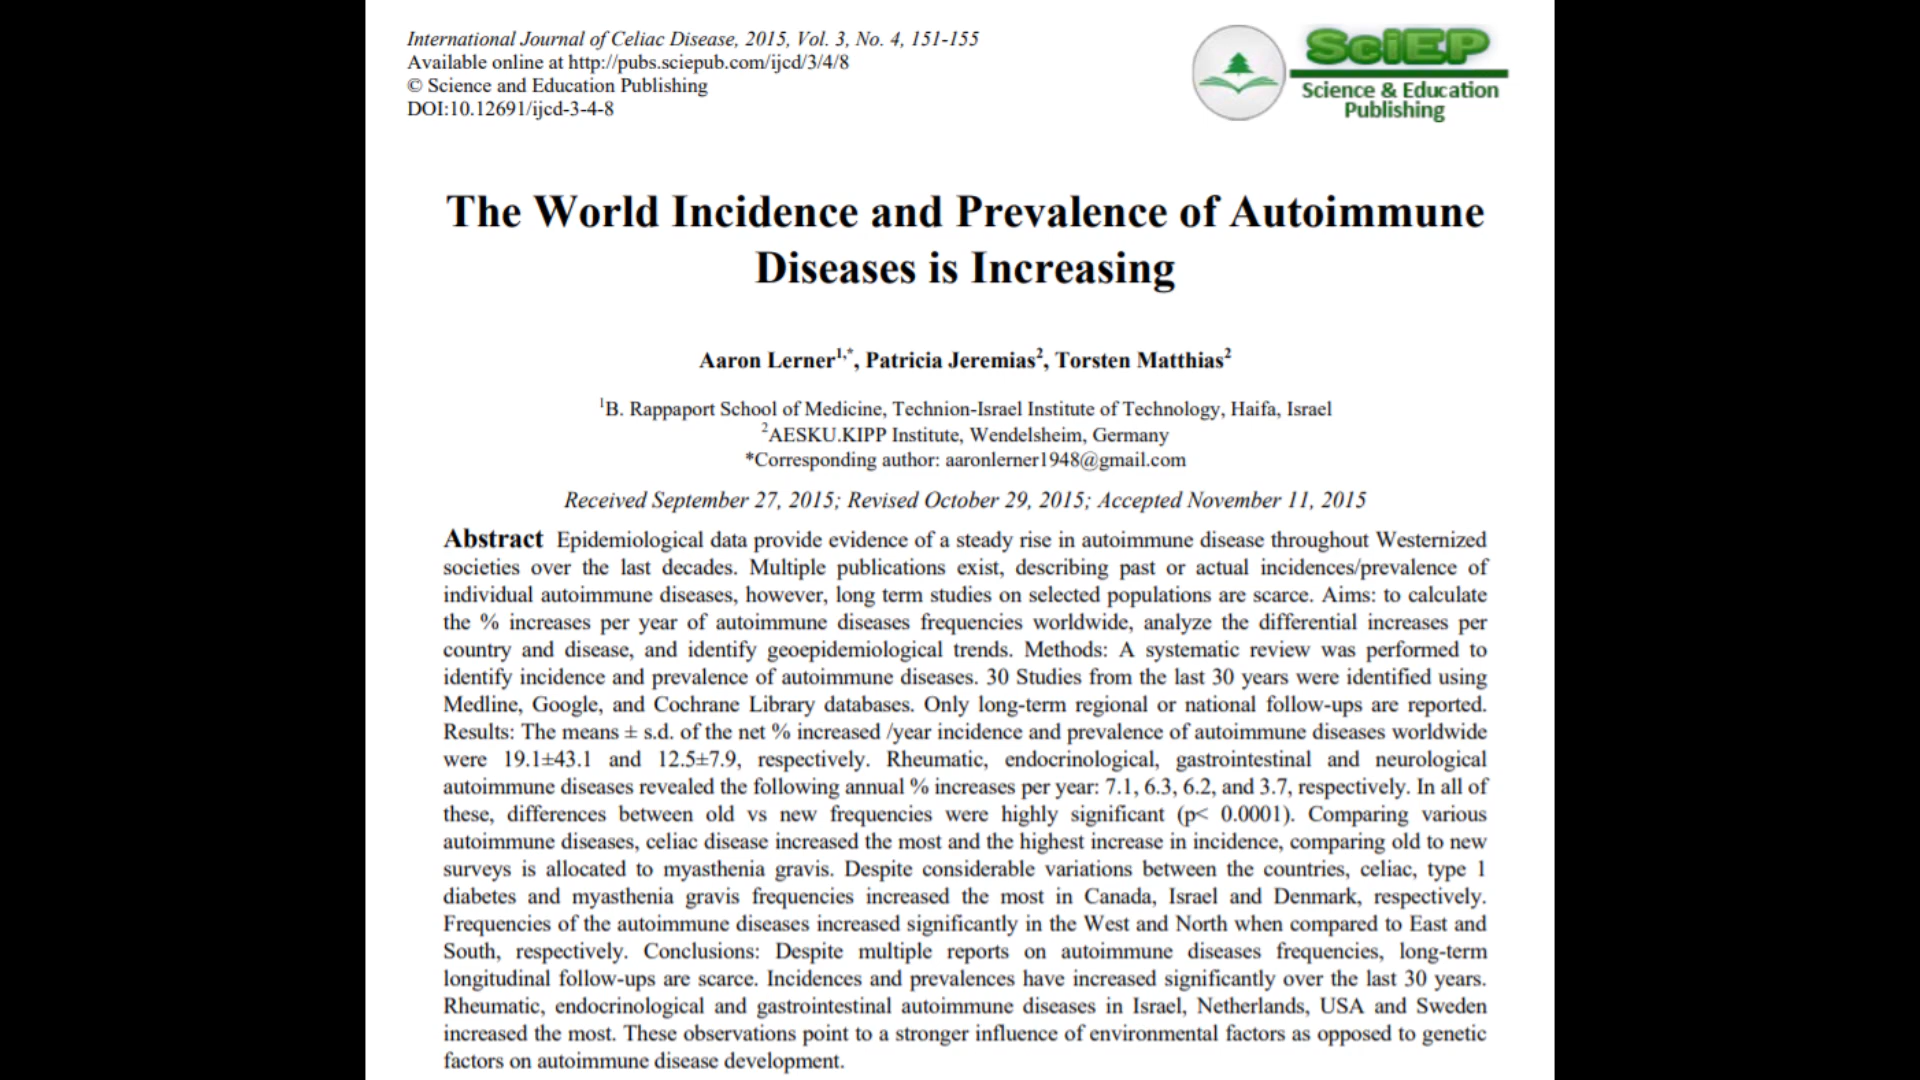 International Journal of Celiac Disease, 2015, Vol. 3, No. 4, 151-155
Available online at http://pubs.sciepub.com/ijcd/3/4/8
© Science and Education Publishing
DOI:10.12691/ijcd-3-4-8
SciEP
Science & Education
Publishing
The World Incidence and Prevalence of Autoimmune
Diseases is Increasing
Aaron Lerner1,*, Patricia Jeremias2, Torsten Matthias2
1B. Rappaport School of Medicine, Technion-Israel Institute of Technology, Haifa, Israel
2AESKU.KIPP Institute, Wendelsheim, Germany
*Corresponding author: aaronlerner1948@gmail.com
Received September 27, 2015; Revised October 29, 2015; Accepted November 11, 2015
Abstract Epidemiological data provide evidence of a steady rise in autoimmune disease throughout Westernized
societies over the last decades. Multiple publications exist, describing past or actual incidences/prevalence of
individual autoimmune diseases, however, long term studies on selected populations are scarce. Aims: to calculate
the % increases per year of autoimmune diseases frequencies worldwide, analyze the differential increases per
country and disease, and identify geoepidemiological trends. Methods: A systematic review was performed to
identify incidence and prevalence of autoimmune diseases. 30 Studies from the last 30 years were identified using
Medline, Google, and Cochrane Library databases. Only long-term regional or national follow-ups are reported.
Results: The means ± s.d. of the net % increased /year incidence and prevalence of autoimmune diseases worldwide
were 19.1±43.1 and 12.5±7.9, respectively. Rheumatic, endocrinological, gastrointestinal and neurological
autoimmune diseases revealed the following annual % increases per year: 7.1, 6.3, 6.2, and 3.7, respectively. In all of
these, differences between old vs new frequencies were highly significant (p< 0.0001). Comparing various
autoimmune diseases, celiac disease increased the most and the highest increase in incidence, comparing old to new
surveys is allocated to myasthenia gravis. Despite considerable variations between the countries, celiac, type 1
diabetes and myasthenia gravis frequencies increased the most in Canada, Israel and Denmark, respectively.
Frequencies of the autoimmune diseases increased significantly in the West and North when compared to East and
South, respectively. Conclusions: Despite multiple reports on autoimmune diseases frequencies, long-term
longitudinal follow-ups are scarce. Incidences and prevalences have increased significantly over the last 30 years.
Rheumatic, endocrinological and gastrointestinal autoimmune diseases in Israel, Netherlands, USA and Sweden
increased the most. These observations point to a stronger influence of environmental factors as opposed to genetic
factors on autoimmune disease development.